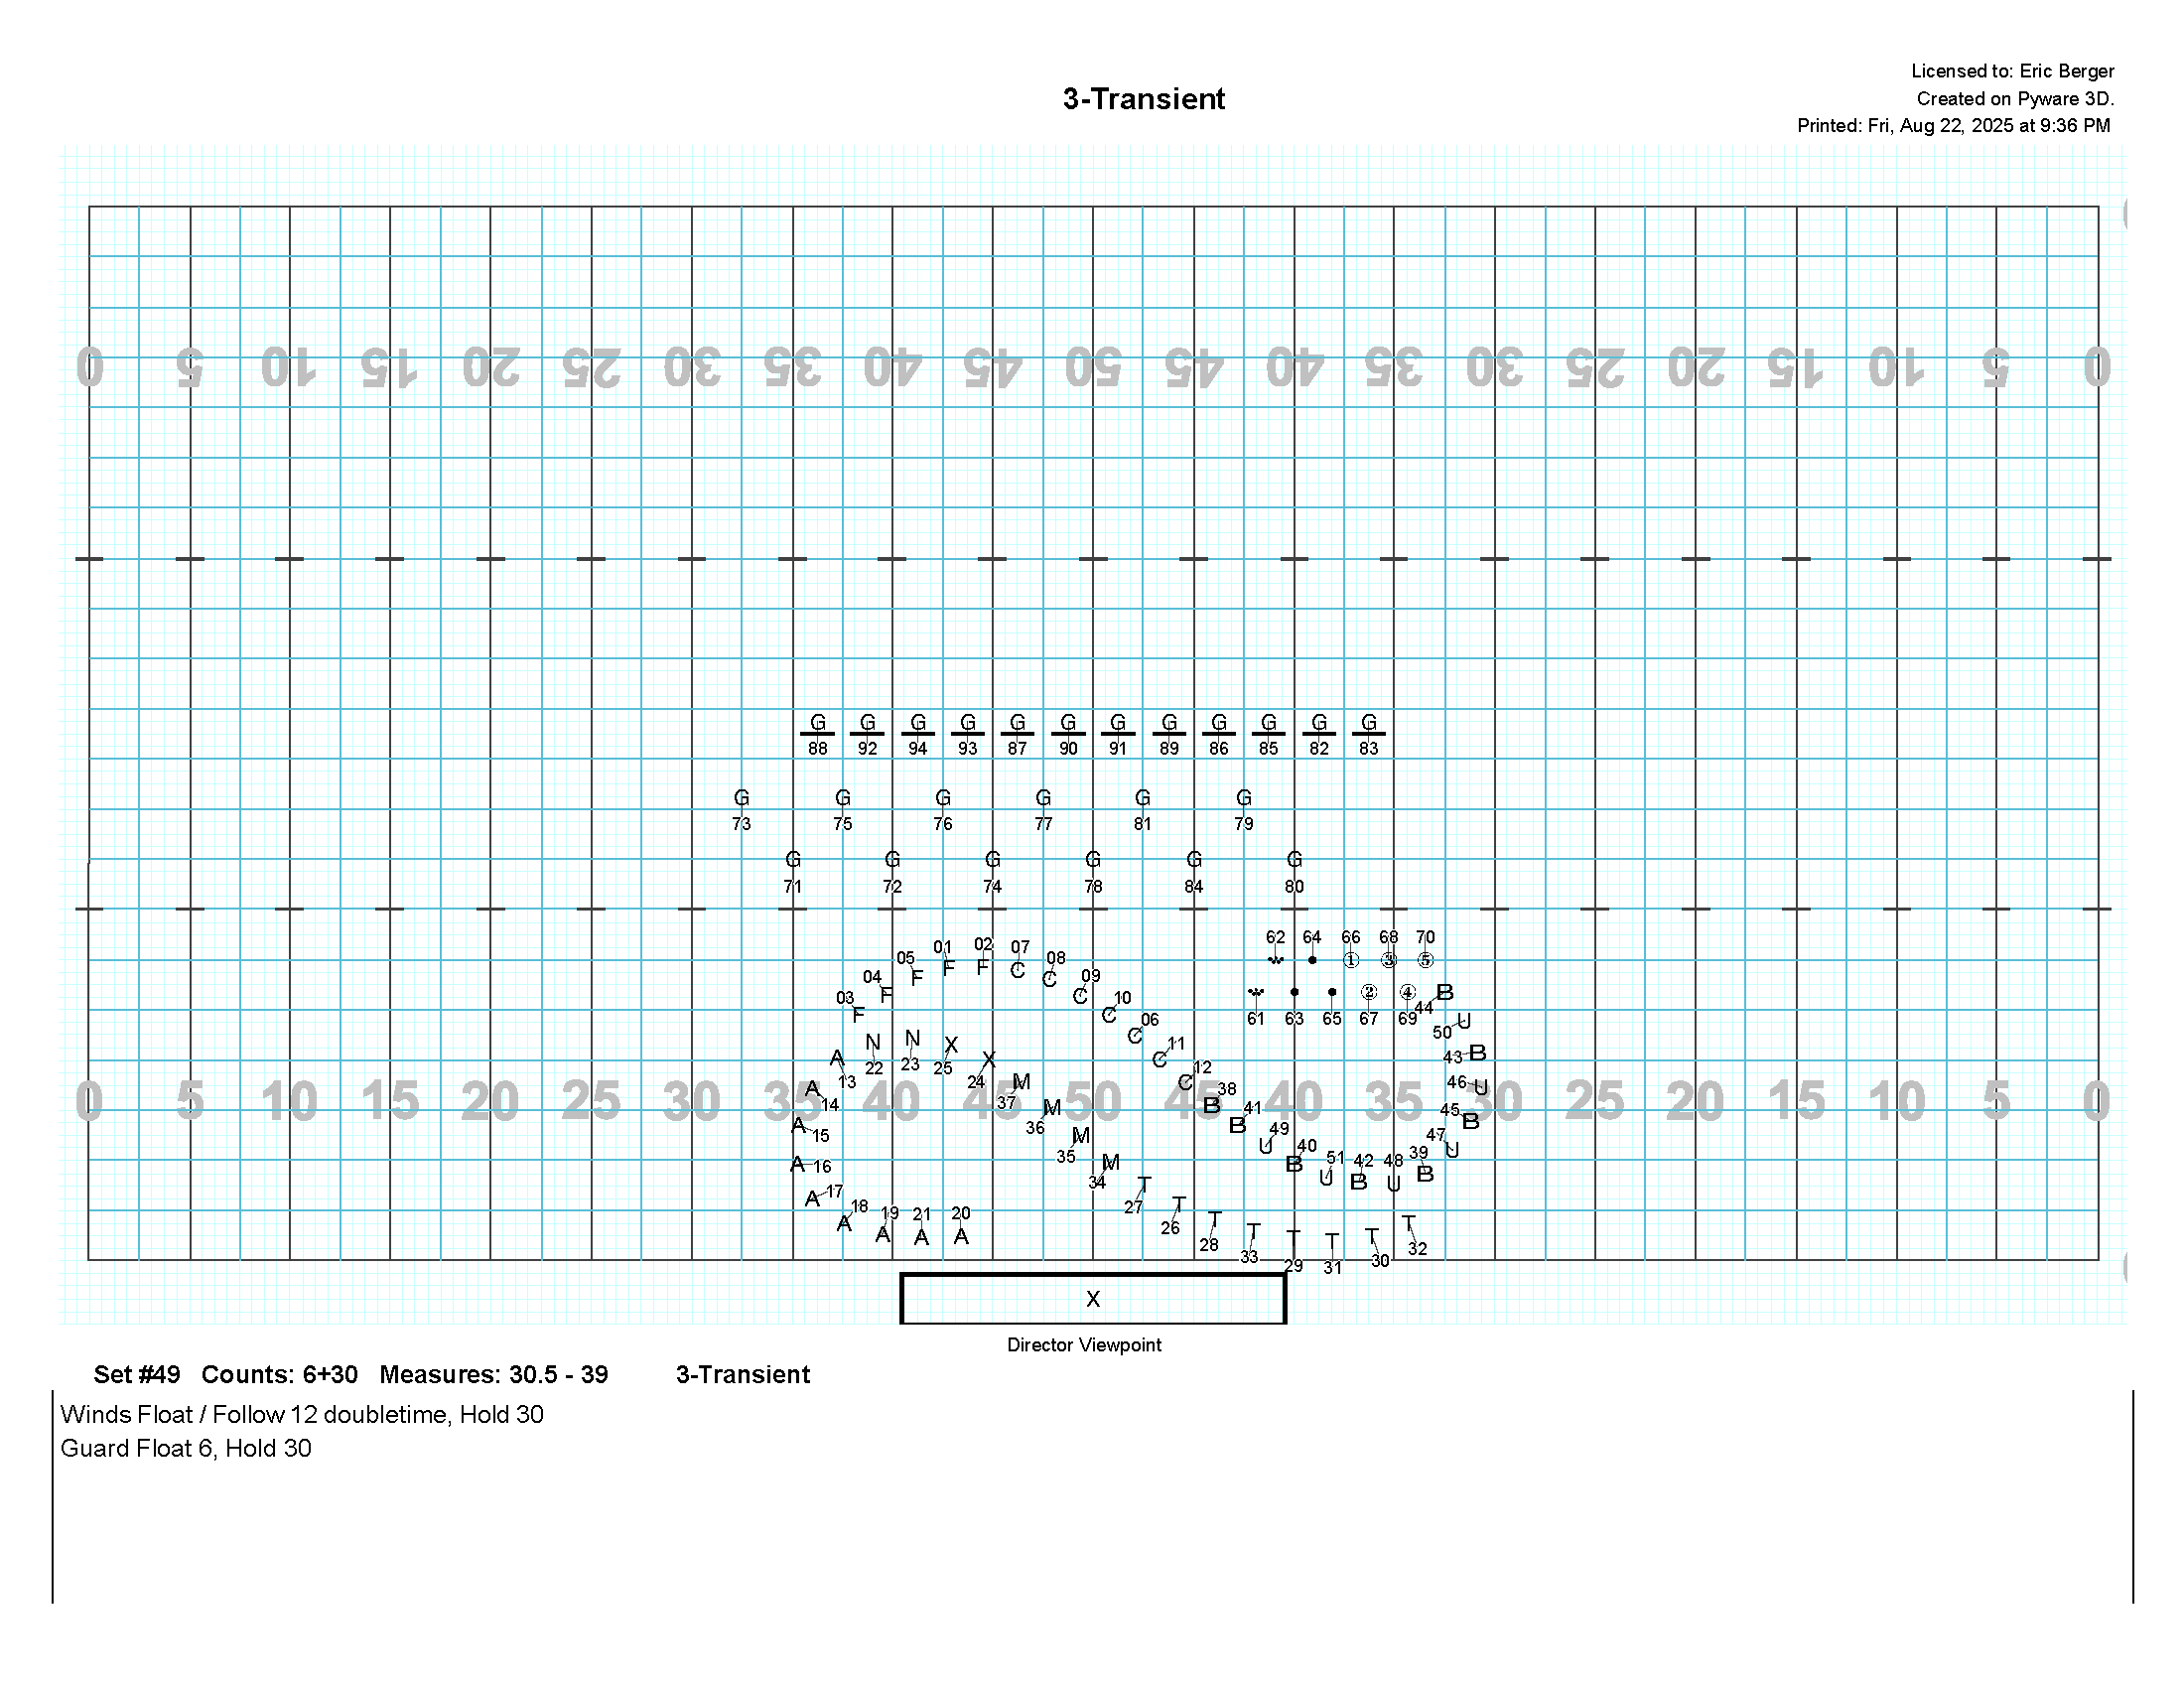 Licensed to: Eric Berger
3-Transient
Created on Pyware 3D.
Printed: Fri, Aug 22, 2025 at 9:36 PM
0 5 10 15 20 25 30 35 40 45 50 45 40 35 30 25 20 15 10 5 0
G G G G G G G G G G G G
88 92 94 93 87 90 91 89 86 85 82 83
G G G G G G
73 75 76 77 81 79
G G G G G G
71 72 74 78 84 80
62 64 66 68 70
01 02 07
05 08
F F C 1 3 5
04 F C 09
03 F C 10 2 4 B
F C 06 61 63 65 67 69 44
N N X C 11 50 U
A 22 23 25 X C 12 43 B
13 24 M C 38 46 U
A 14 37 M B 41 45 B
0 5 10 15 20 25 30 35 40 45 50 45 40 35 30 25 20 15 10 5 0
A 15 36 M B 49 47 U
A 16 35 M U 40 51 42 48 39
A 17 34 T B U B U B
A 18 27 T
19 21 20 26 T T
A A A 28 T T T T 32
33 29 31 30
X
Director Viewpoint
Set #49 Counts: 6+30 Measures: 30.5 - 39 3-Transient
Winds Float / Follow 12 doubletime, Hold 30
Guard Float 6, Hold 30